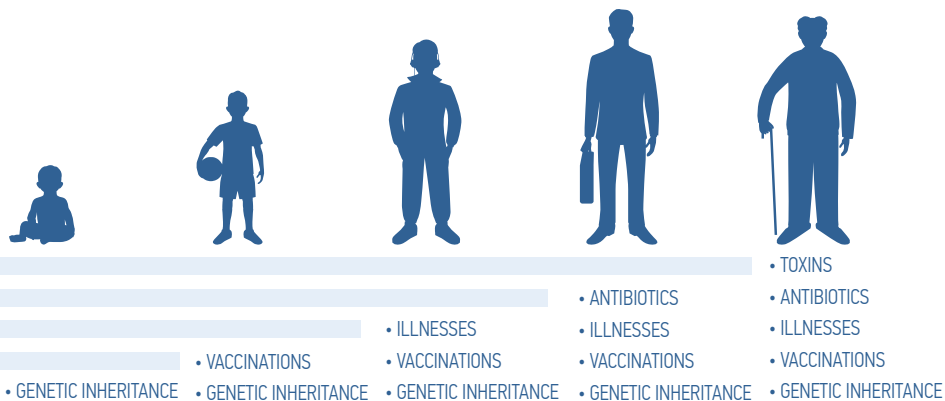 • GENETIC INHERITANCE
• VACCINATIONS
• GENETIC INHERITANCE
• ILLNESSES
• VACCINATIONS
• GENETIC INHERITANCE
• ANTIBIOTICS
• ILLNESSES
• VACCINATIONS
• GENETIC INHERITANCE
• TOXINS
• ANTIBIOTICS
• ILLNESSES
• VACCINATIONS
• GENETIC INHERITANCE